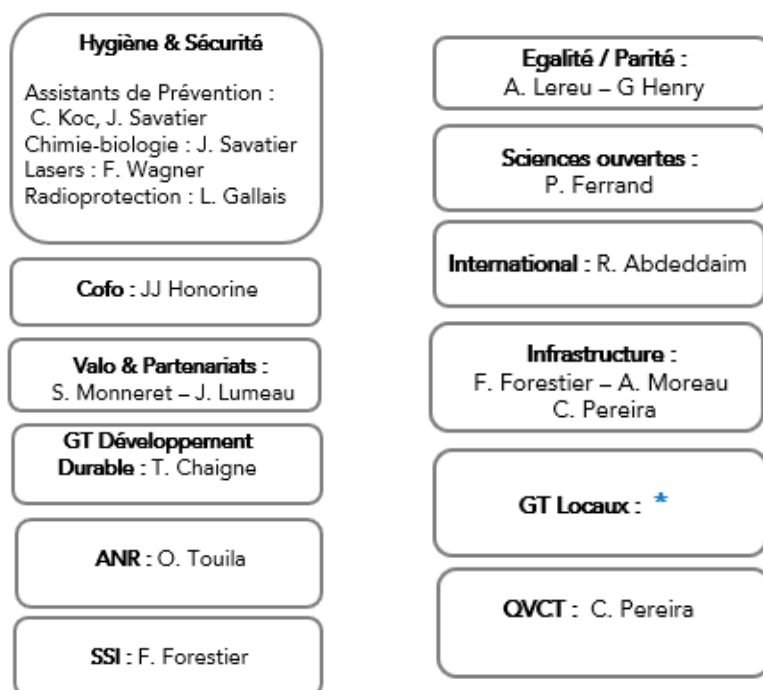 Hygiène & Sécurité
Assistants de Prévention :
C. Koc, J. Savatier
Chimie-biologie : J. Savatier
Lasers : F. Wagner
Radioprotection : L. Gallais
Cofo : JJ Honorine
Valo & Partenariats :
S. Monneret – J. Lumeau
GT Développement
Durable : T. Chaigne
ANR : O. Touila
SSI : F. Forestier
Egalité / Parité :
A. Lereu – G Henry
Sciences ouvertes :
P. Ferrand
International : R. Abdeddaim
Infrastructure :
F. Forestier – A. Moreau
C. Pereira
GT Locaux : *
QVCT : C. Pereira